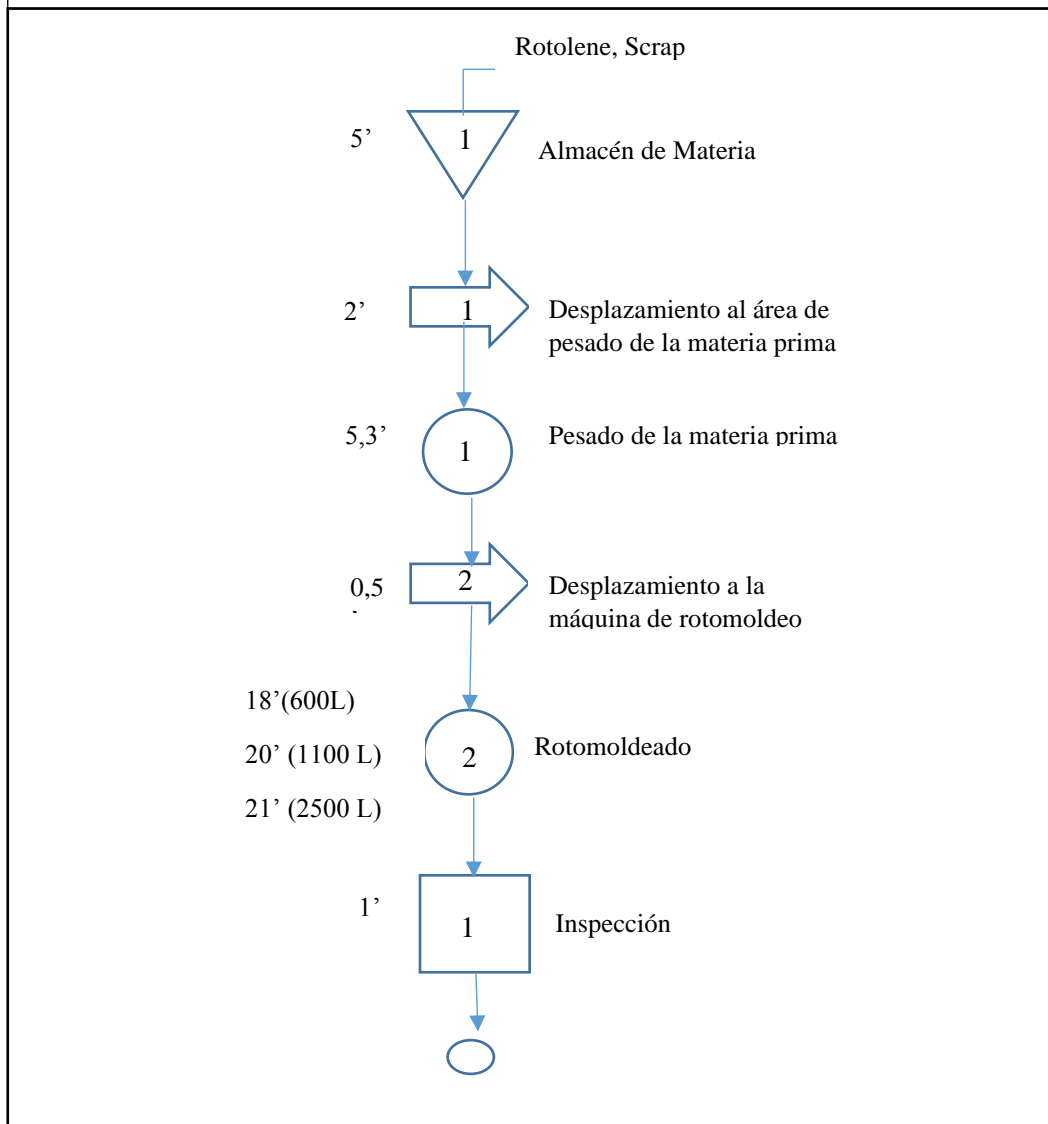 Rotolene, Scrap
5’
1
Almacén de Materia
2’
1
Desplazamiento al área de
pesado de la materia prima
5,3’
1
Pesado de la materia prima
0,5
2
Desplazamiento a la
máquina de rotomoldeo
18’(600L)
20’ (1100 L)
21’ (2500 L)
2
Rotomoldeado
1’
1
Inspección